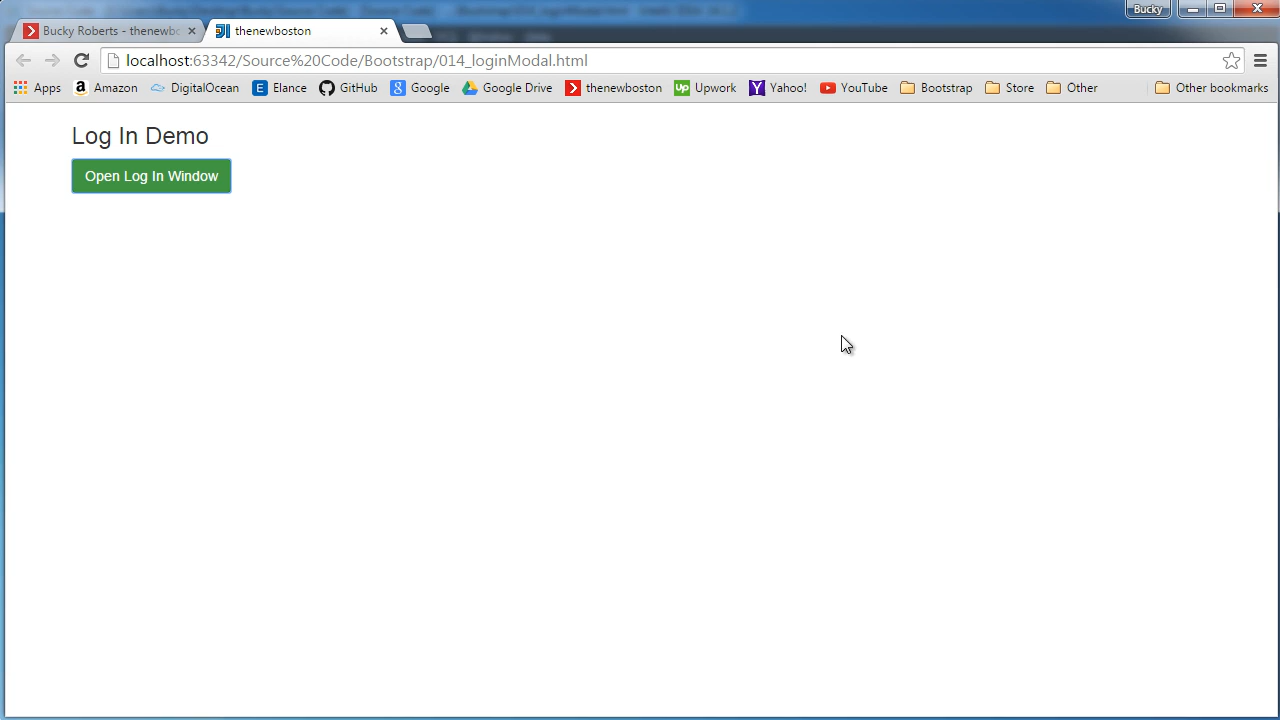 Bucky
Bucky Roberts - thenewbo
thenewboston
localhost:63342/Source%20Code/Bootstrap/014_loginModal.html
Apps Amazon DigitalOcean Elance GitHub Google Google Drive thenewboston Upwork Yahoo! YouTube Bootstrap Store Other Other bookmarks
Log In Demo
Open Log In Window